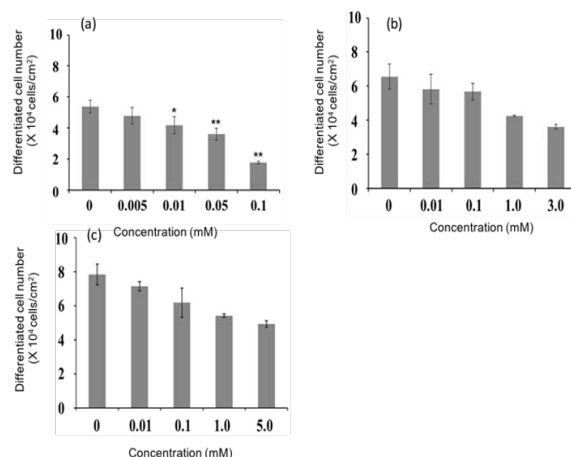 (a)
Differentiated cell number
(X 10⁴ cells/cm²)
8
6
4
2
0
*
**
**
0 0.005 0.01 0.05 0.1
Concentration (mM)
(b)
Differentiated cell number
(X 10⁴ cells/cm²)
10
8
6
4
2
0
0 0.01 0.1 1.0 3.0
Concentration (mM)
(c)
Differentiated cell number
(X 10⁴ cells/cm²)
10
8
6
4
2
0
0 0.01 0.1 1.0 5.0
Concentration (mM)